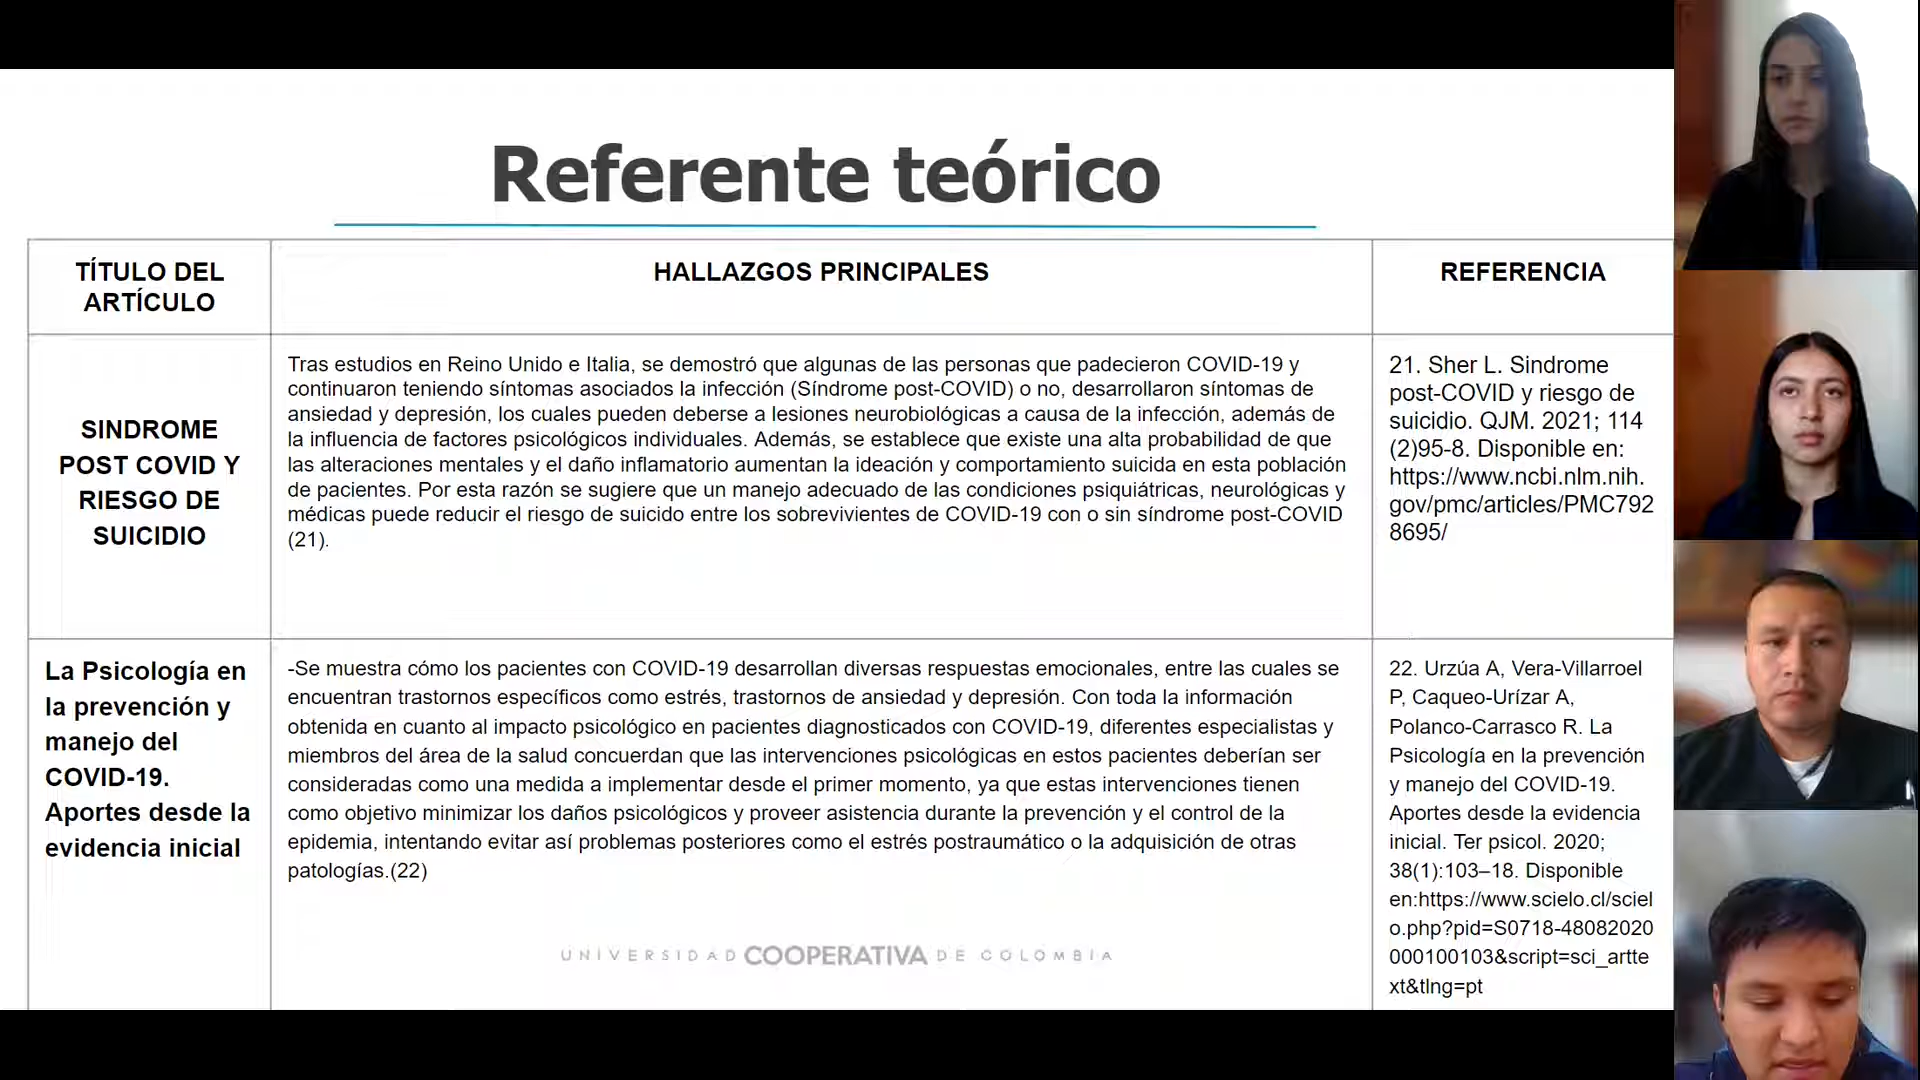 Referente teórico
TÍTULO DEL
ARTÍCULO
HALLAZGOS PRINCIPALES
REFERENCIA
SINDROME
POST COVID Y
RIESGO DE
SUICIDIO
Tras estudios en Reino Unido e Italia, se demostró que algunas de las personas que padecieron COVID-19 y
continuaron teniendo síntomas asociados la infección (Síndrome post-COVID) o no, desarrollaron síntomas de
ansiedad y depresión, los cuales pueden deberse a lesiones neurobiológicas a causa de la infección, además de
la influencia de factores psicológicos individuales. Además, se establece que existe una alta probabilidad de que
las alteraciones mentales y el daño inflamatorio aumentan la ideación y comportamiento suicida en esta población
de pacientes. Por esta razón se sugiere que un manejo adecuado de las condiciones psiquiátricas, neurológicas y
médicas puede reducir el riesgo de suicido entre los sobrevivientes de COVID-19 con o sin síndrome post-COVID
(21).
21. Sher L. Sindrome
post-COVID y riesgo de
suicidio. QJM. 2021; 114
(2)95-8. Disponible en:
https://www.ncbi.nlm.nih.
gov/pmc/articles/PMC792
8695/
La Psicología en
la prevención y
manejo del
COVID-19.
Aportes desde la
evidencia inicial
-Se muestra cómo los pacientes con COVID-19 desarrollan diversas respuestas emocionales, entre las cuales se
encuentran trastornos específicos como estrés, trastornos de ansiedad y depresión. Con toda la información
obtenida en cuanto al impacto psicológico en pacientes diagnosticados con COVID-19, diferentes especialistas y
miembros del área de la salud concuerdan que las intervenciones psicológicas en estos pacientes deberían ser
consideradas como una medida a implementar desde el primer momento, ya que estas intervenciones tienen
como objetivo minimizar los daños psicológicos y proveer asistencia durante la prevención y el control de la
epidemia, intentando evitar así problemas posteriores como el estrés postraumático o la adquisición de otras
patologías.(22)
22. Urzúa A, Vera-Villarroel
P, Caqueo-Urízar A,
Polanco-Carrasco R. La
Psicología en la prevención
y manejo del COVID-19.
Aportes desde la evidencia
inicial. Ter psicol. 2020;
38(1):103–18. Disponible
en:https://www.scielo.cl/sciel
o.php?pid=S0718-48082020
000100103&script=sci_artte
xt&tlng=pt
UNIVERSIDAD COOPERATIVA DE COLOMBIA